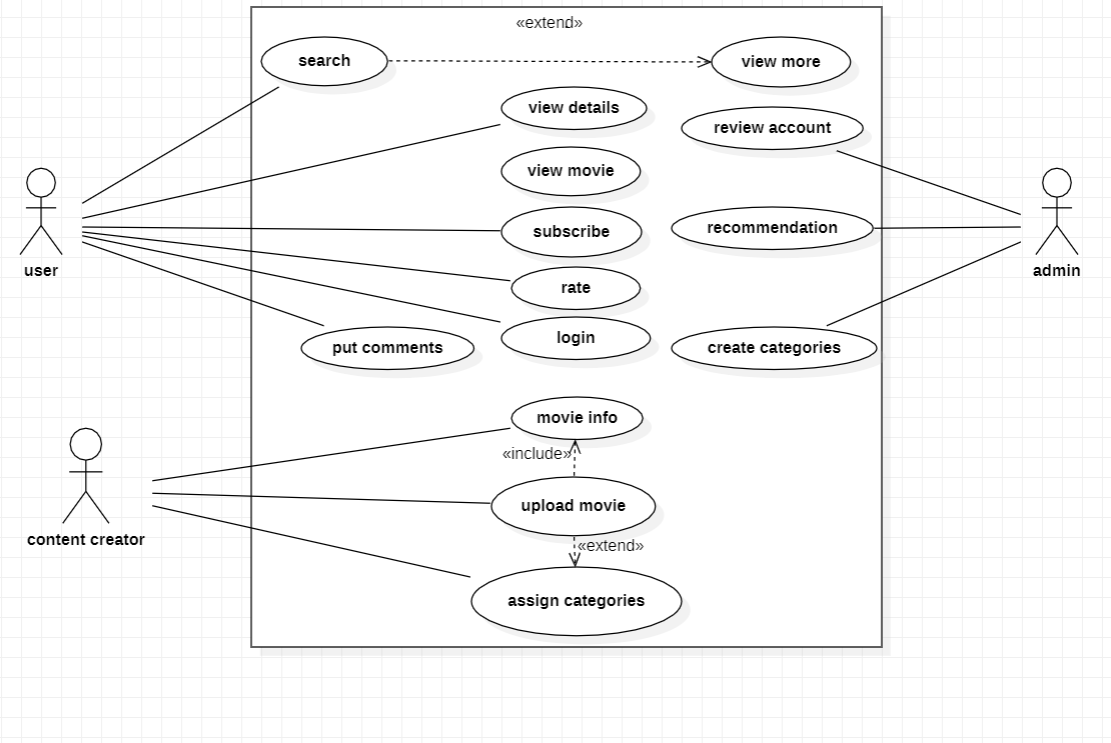 «extend»
search
view more
view details
review account
view movie
subscribe
recommendation
user
admin
rate
login
put comments
create categories
movie info
«include»
upload movie
content creator
«extend»
assign categories